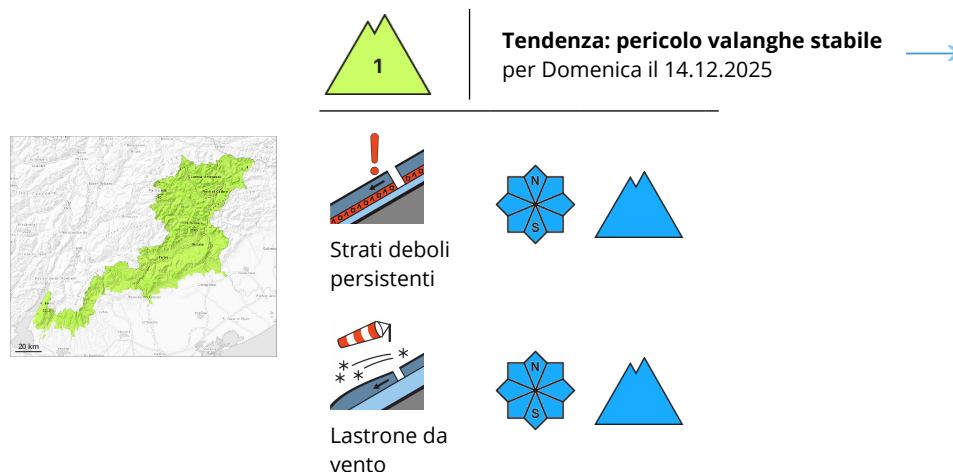 1
Tendenza: pericolo valanghe stabile
per Domenica il 14.12.2025
20 km
N
S
Strati deboli
persistenti
N
S
Lastrone da
vento